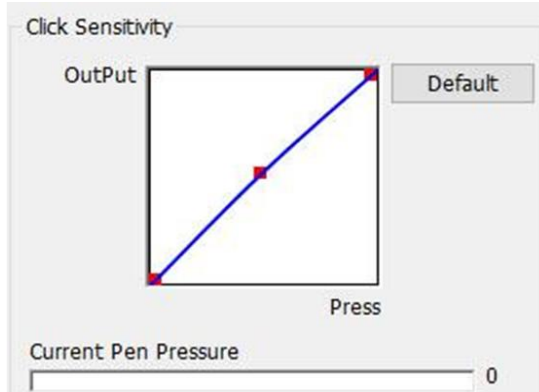 Click Sensitivity
OutPut
Default
Press
Current Pen Pressure
0